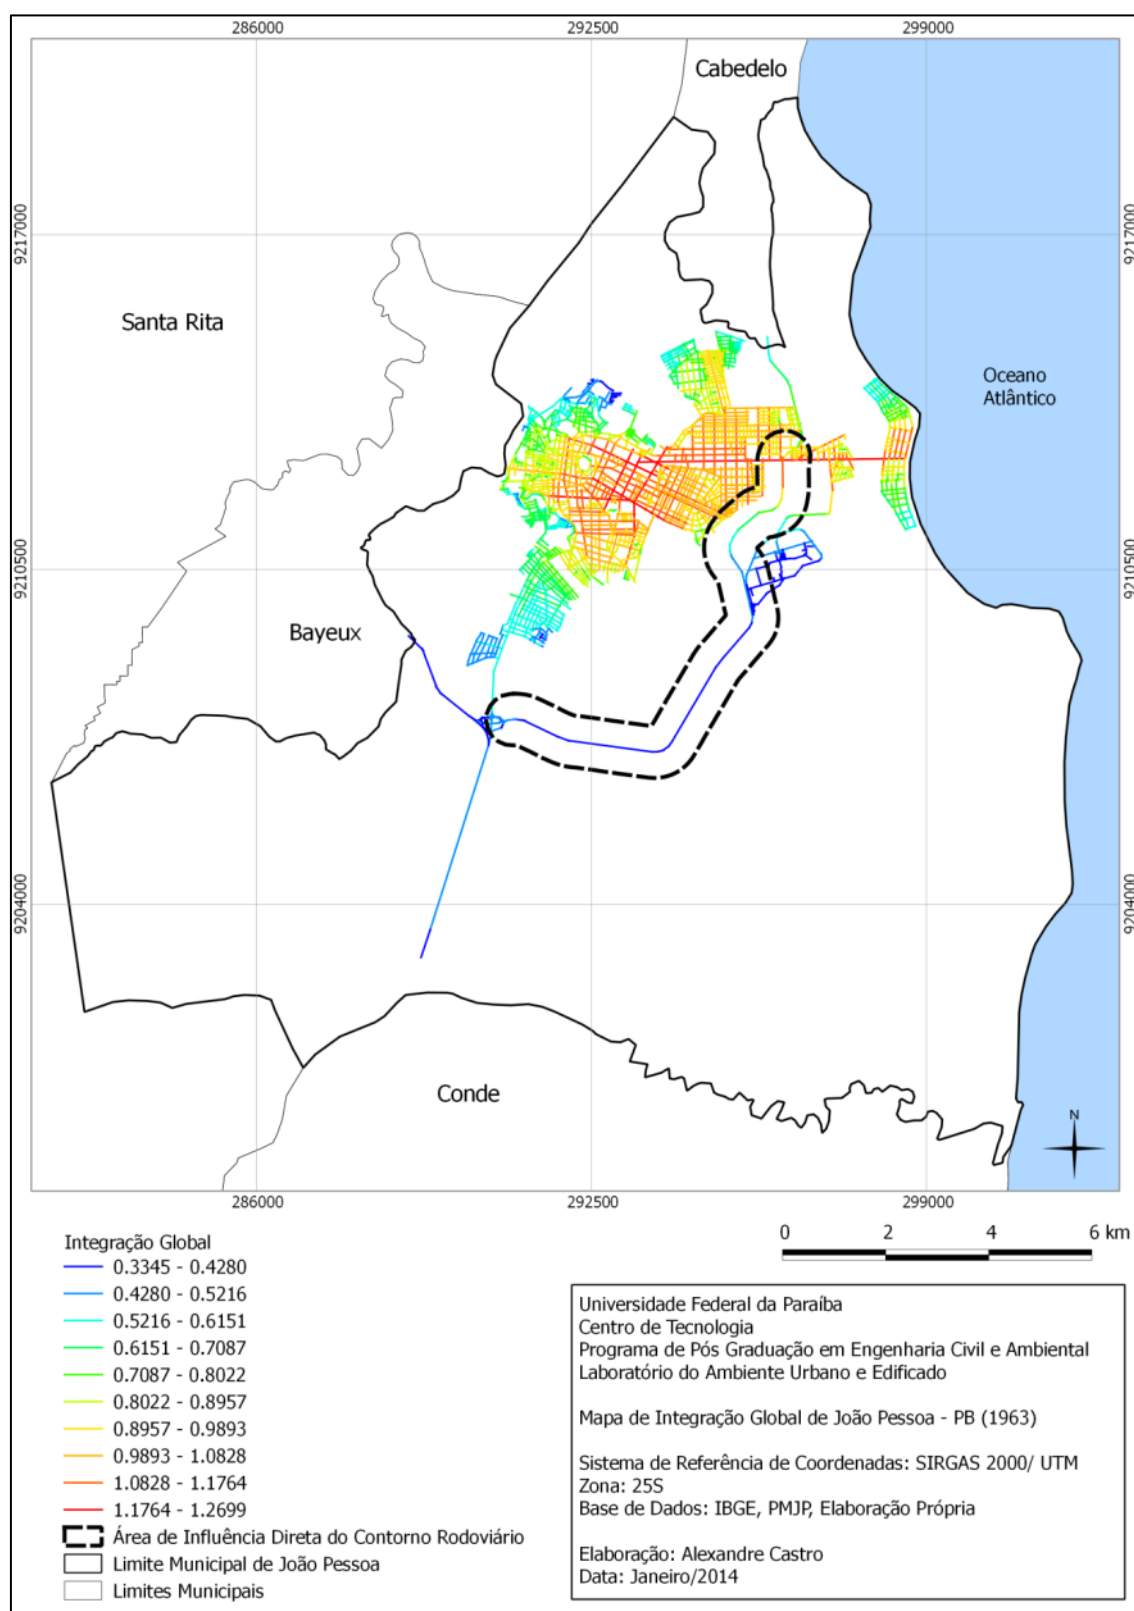 286000
292500
299000
Cabedelo
9217000
9217000
Santa Rita
Oceano
Atlântico
9210500
9210500
Bayeux
9204000
9204000
Conde
N
286000
292500
299000
0 2 4 6 km
Integração Global
0.3345 - 0.4280
0.4280 - 0.5216
0.5216 - 0.6151
0.6151 - 0.7087
0.7087 - 0.8022
0.8022 - 0.8957
0.8957 - 0.9893
0.9893 - 1.0828
1.0828 - 1.1764
1.1764 - 1.2699
Área de Influência Direta do Contorno Rodoviário
Limite Municipal de João Pessoa
Limites Municipais
Universidade Federal da Paraíba
Centro de Tecnologia
Programa de Pós Graduação em Engenharia Civil e Ambiental
Laboratório do Ambiente Urbano e Edificado
Mapa de Integração Global de João Pessoa - PB (1963)
Sistema de Referência de Coordenadas: SIRGAS 2000/ UTM
Zona: 25S
Base de Dados: IBGE, PMJP, Elaboração Própria
Elaboração: Alexandre Castro
Data: Janeiro/2014